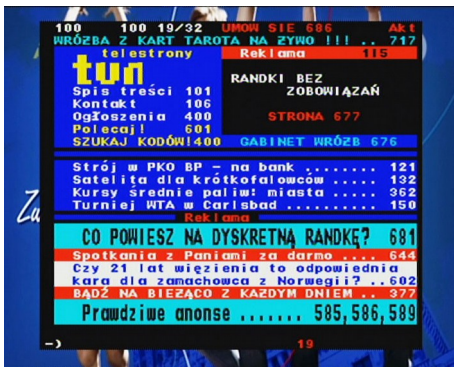 100 100 19/32 UMOW SIE 686 Akt
WRÓŻBA Z KART TAROTA NA ŻYWO !!! .. 717
telestrony
tvn
Spis treści 101
Kontakt 106
Ogłoszenia 400
Polecaj! 601
SZUKAJ KODÓW!400
Reklama 115
RANDKI BEZ
ZOBOWIĄZAŃ
STRONA 677
GABINET WRÓŻB 676
Strój w PKO BP - na bank ...... 121
Satelita dla krótkofalowców .... 132
Kursy średnie paliw: miasta .... 362
Turniej WTA w Carlsbad ......... 150
Reklama
CO POWIESZ NA DYSKRETNĄ RANDKĘ? 681
Spotkania z Paniami za darmo .... 644
Czy 21 lat więzienia to odpowiednia
kara dla zamachowca z Norwegii? ..602
BĄDŹ NA BIEŻĄCO Z KAŻDYM DNIEM .. 377
Prawdziwe anonse ....... 585,586,589
-) 19